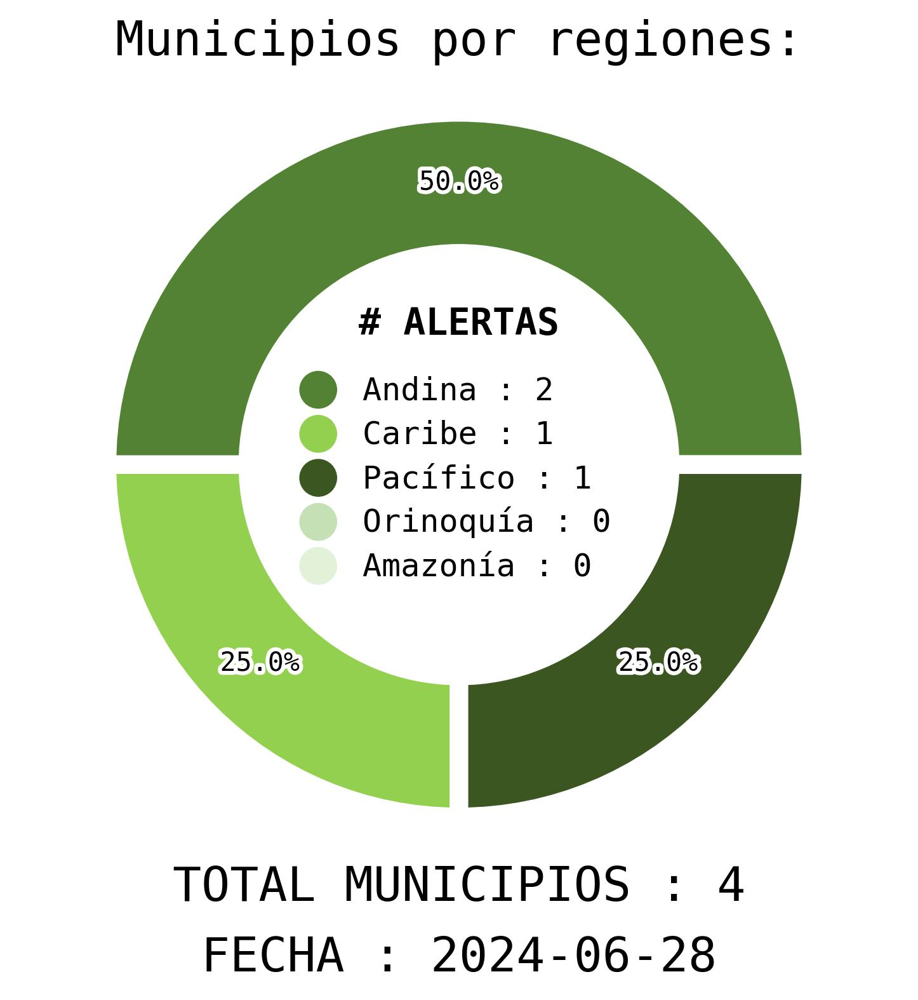 Municipios por regiones:
50.0%
# ALERTAS
Andina : 2
Caribe : 1
Pacífico : 1
Orinoquía : 0
Amazonía : 0
25.0%
25.0%
TOTAL MUNICIPIOS : 4
FECHA : 2024-06-28